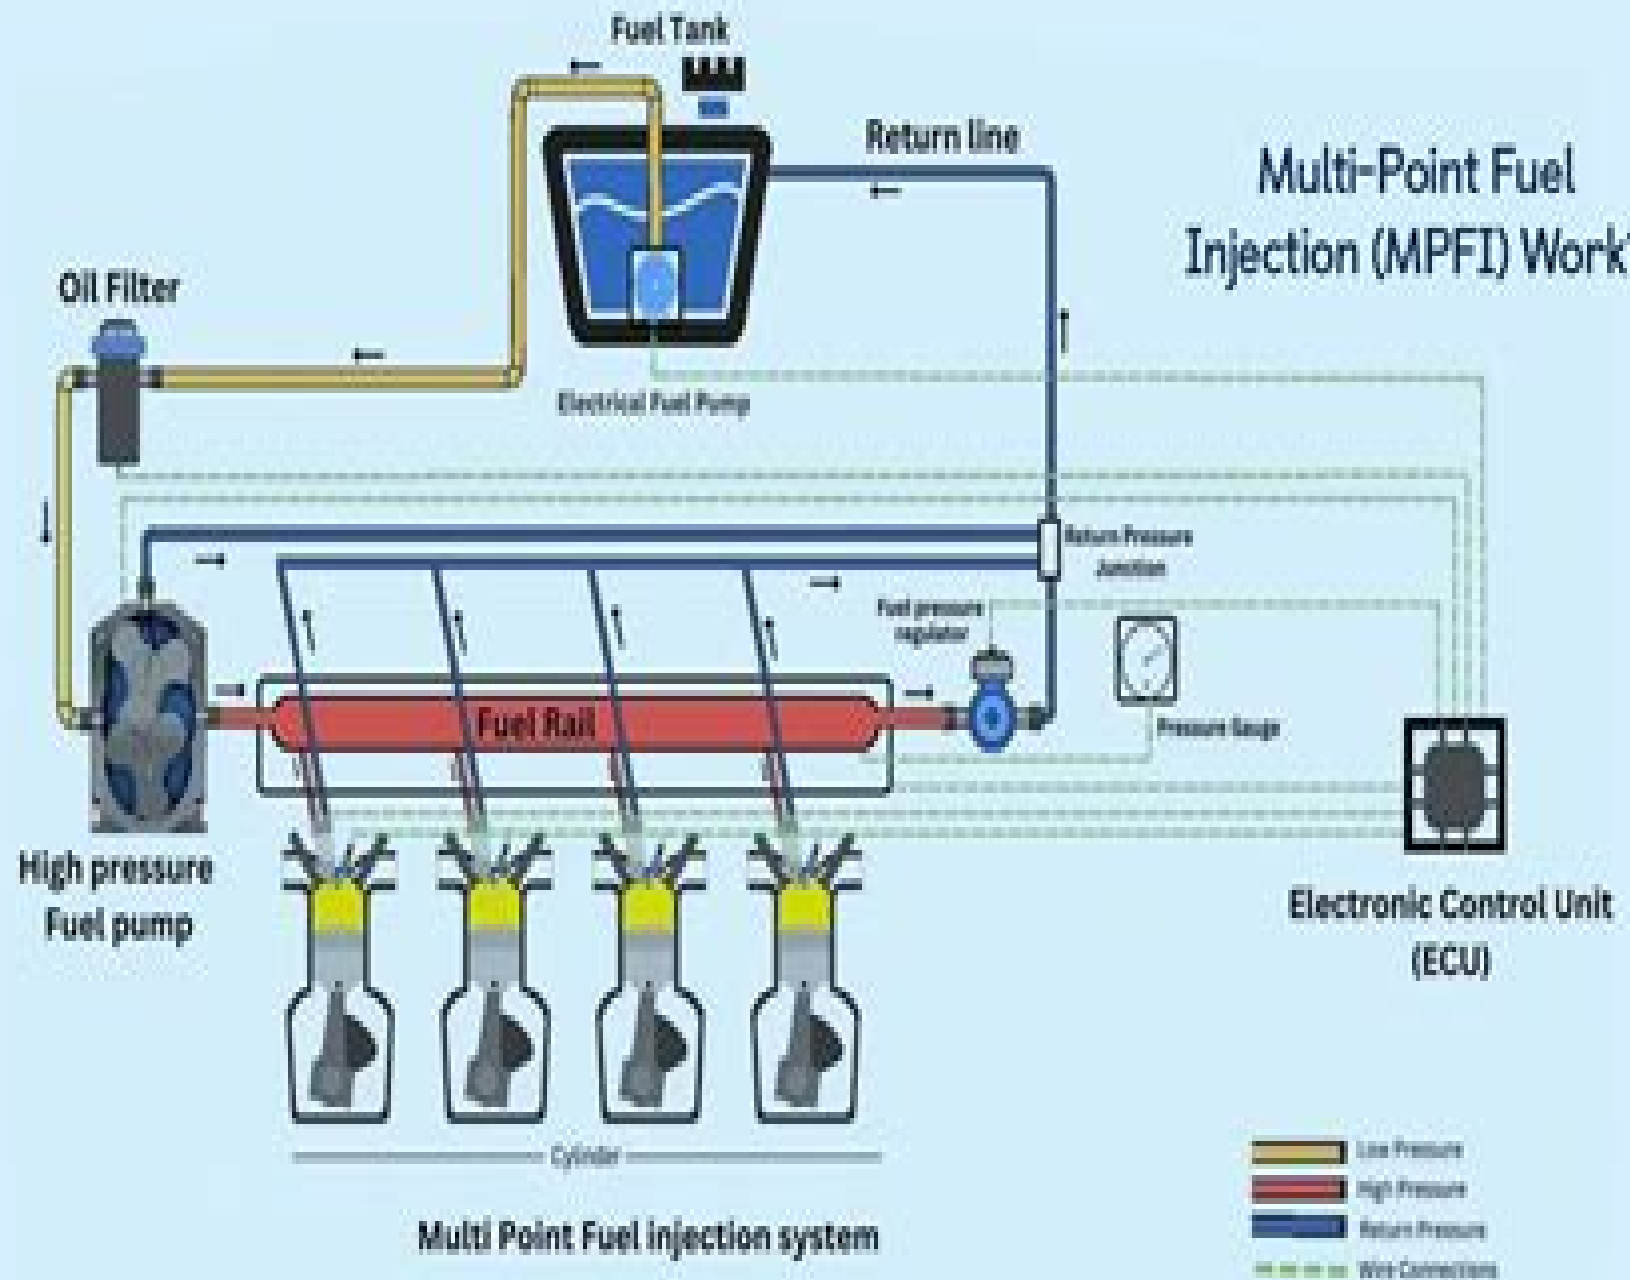 Fuel Tank
Return line
Multi-Point Fuel
Injection (MPFI) Work
Oil Filter
Electrical Fuel Pump
Return Pressure
Junction
Fuel pressure
regulator
Fuel Rail
Pressure Gauge
High pressure
Fuel pump
Electronic Control Unit
(ECU)
Cylinder
Low Pressure
High Pressure
Return Pressure
Wire Connections
Multi Point Fuel injection system